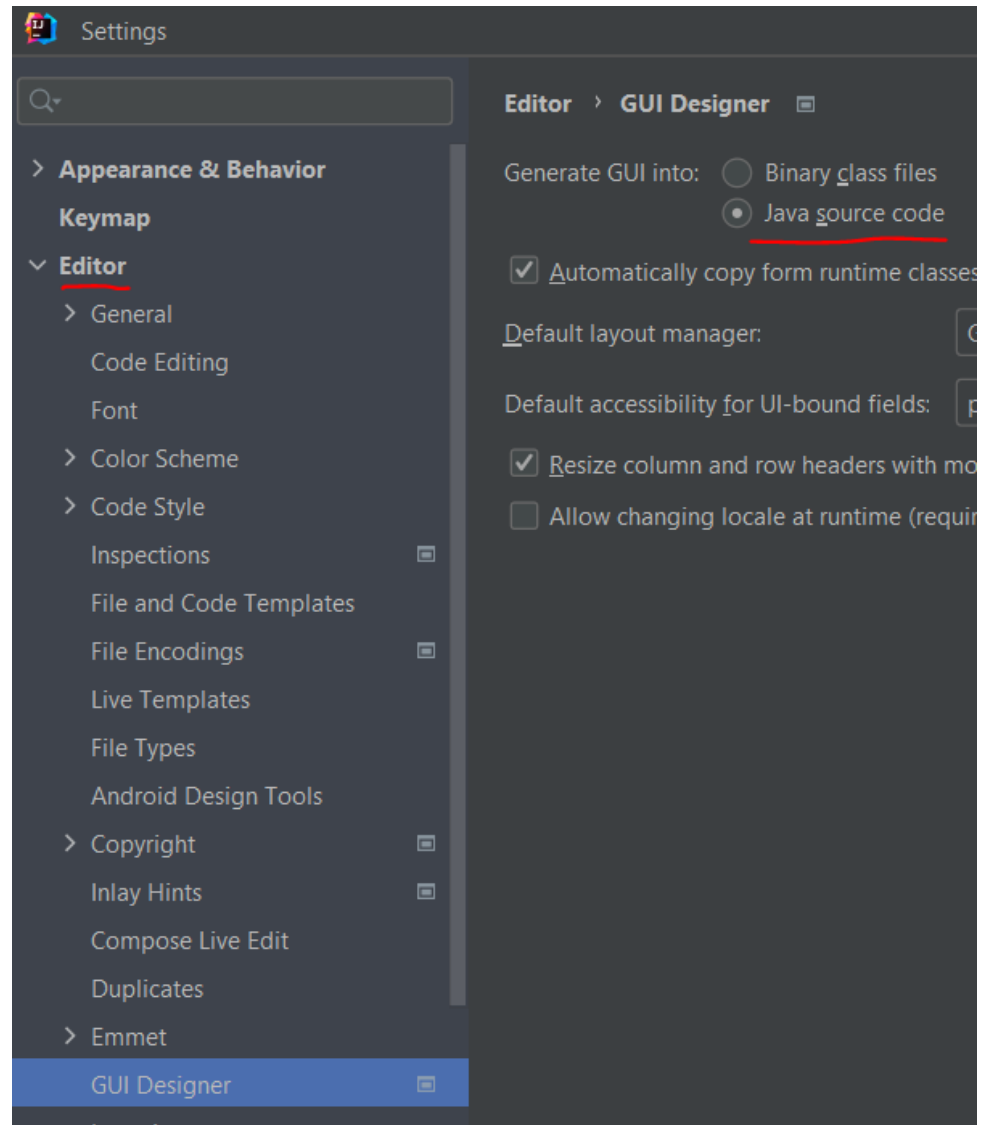 Settings
Appearance & Behavior
Keymap
Editor
General
Code Editing
Font
Color Scheme
Code Style
Inspections
File and Code Templates
File Encodings
Live Templates
File Types
Android Design Tools
Copyright
Inlay Hints
Compose Live Edit
Duplicates
Emmet
GUI Designer
Editor › GUI Designer
Generate GUI into: Binary class files
Java source code
Automatically copy form runtime classes
Default layout manager:
Default accessibility for UI-bound fields:
Resize column and row headers with
Allow changing locale at runtime